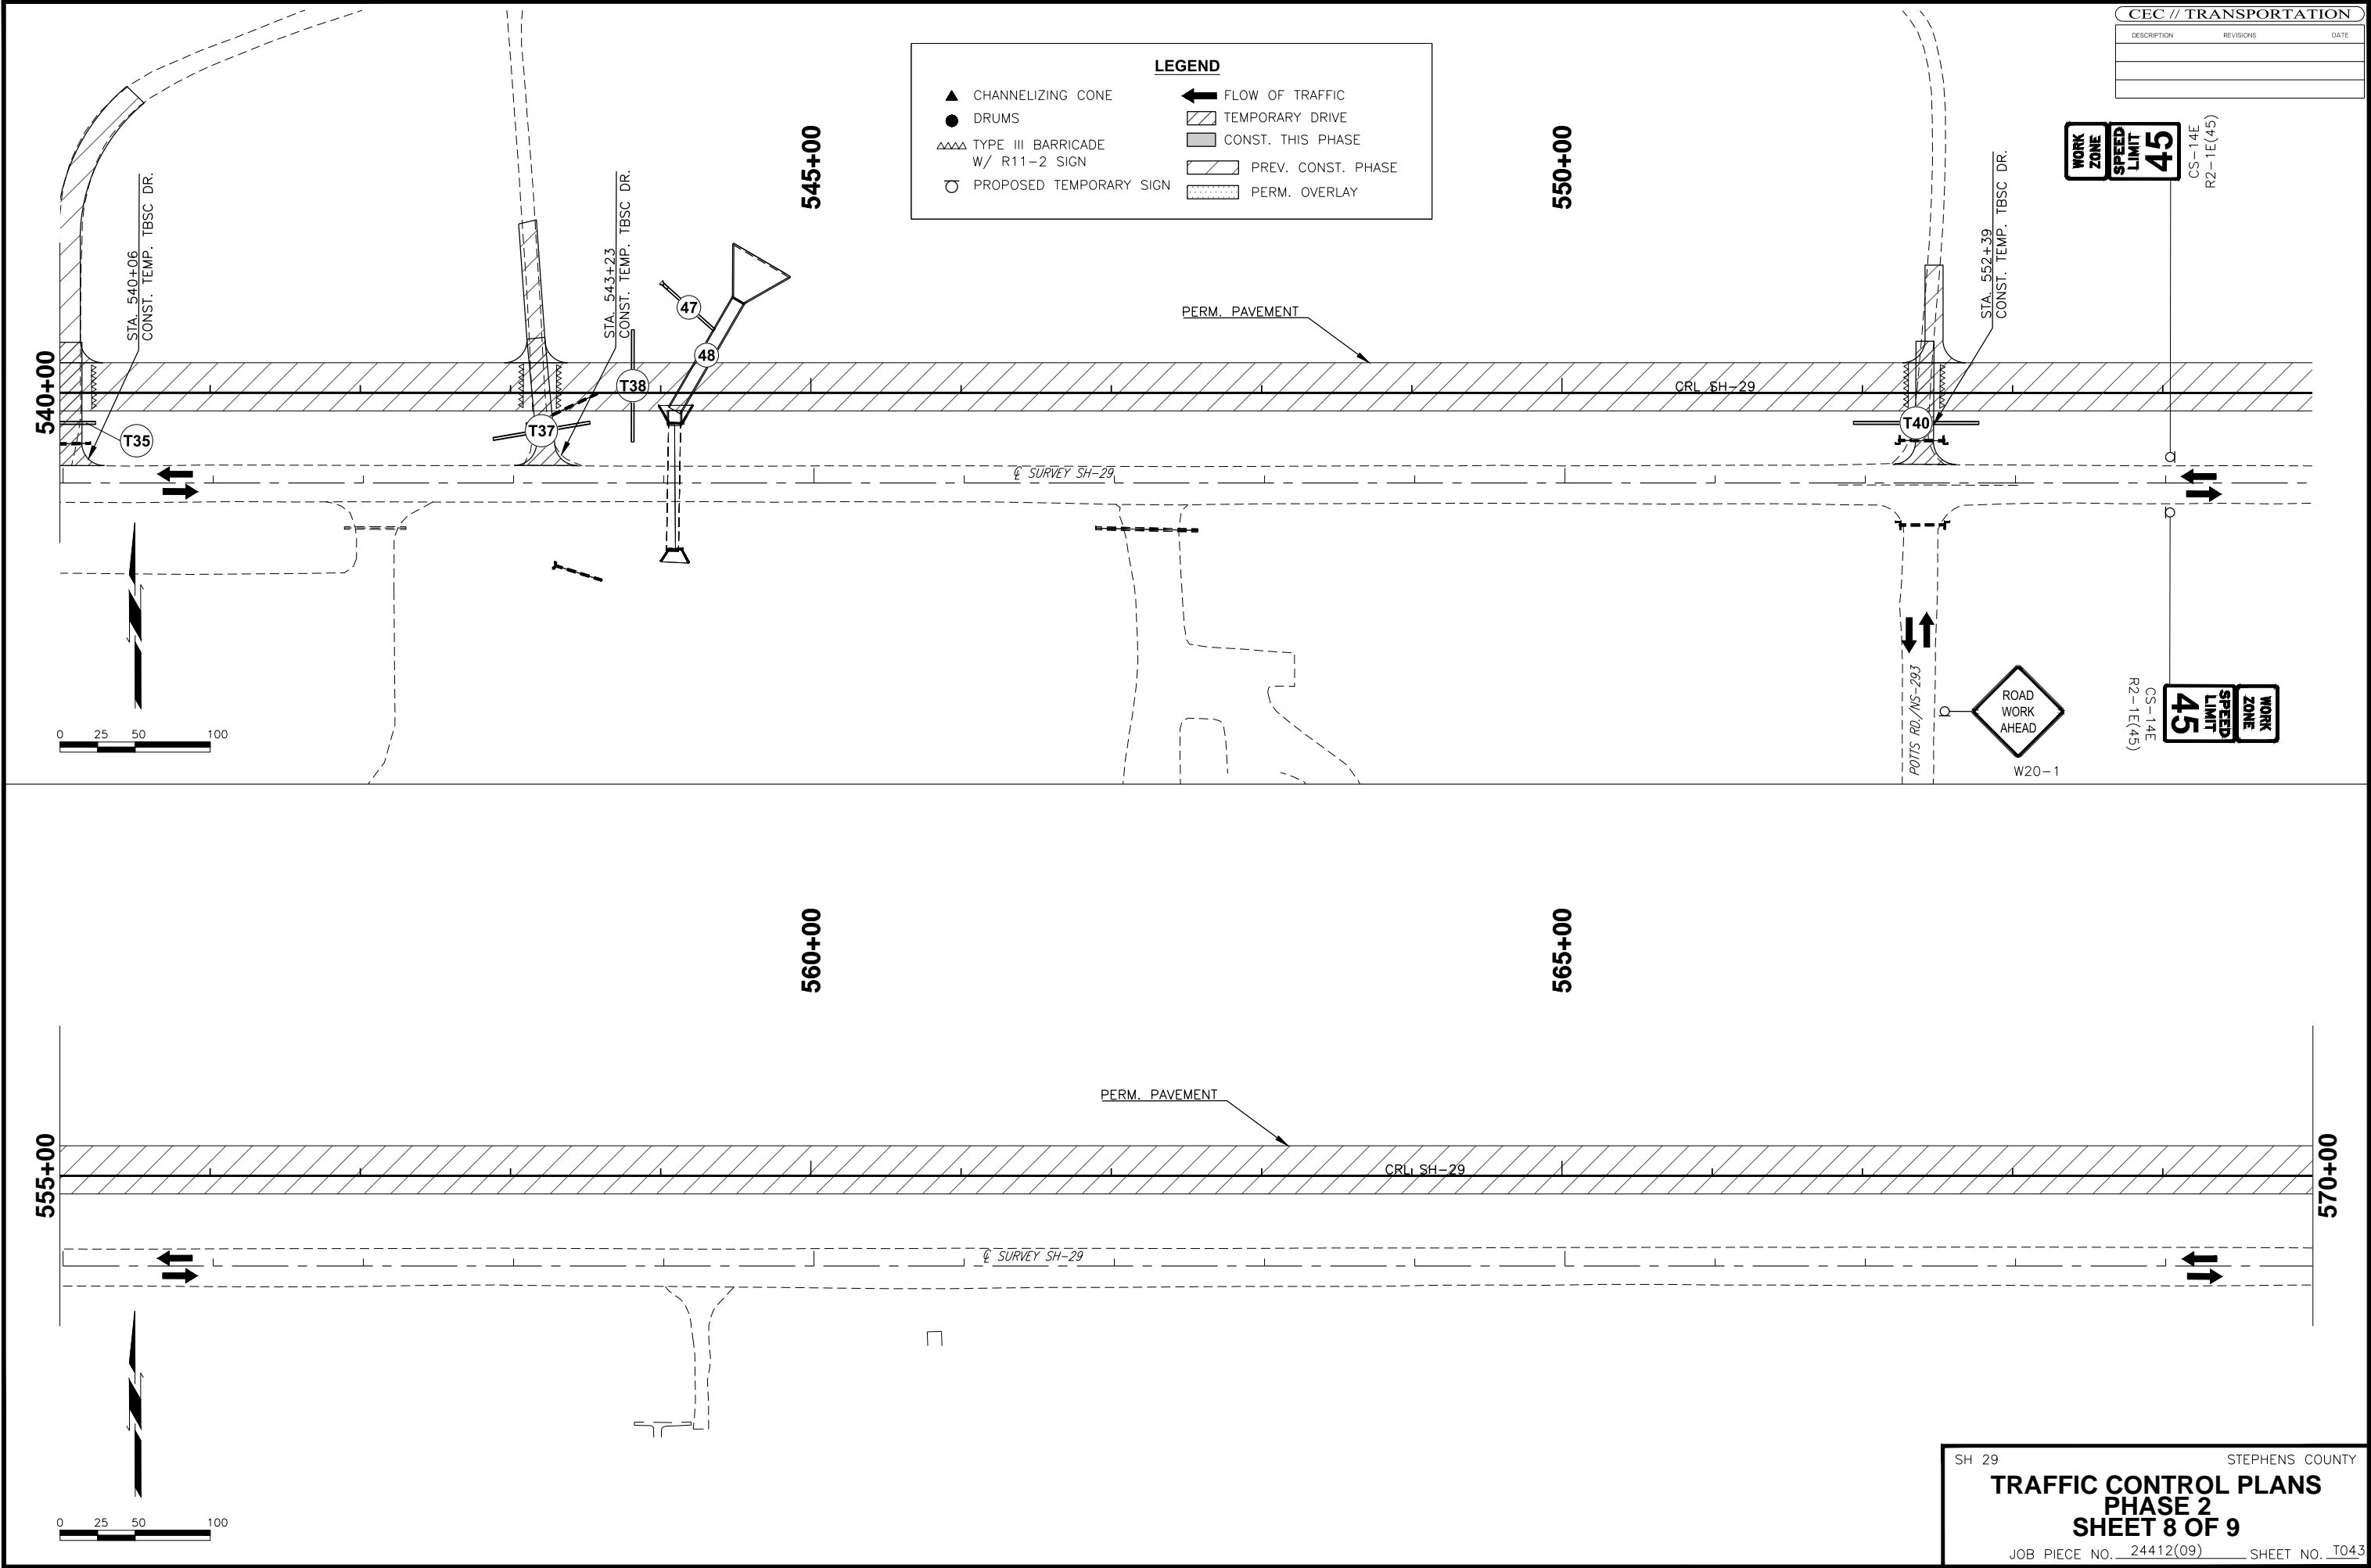 CEC // TRANSPORTATION
DESCRIPTION REVISIONS DATE
LEGEND
CHANNELIZING CONE
DRUMS
TYPE III BARRICADE
W/ R11-2 SIGN
PROPOSED TEMPORARY SIGN
FLOW OF TRAFFIC
TEMPORARY DRIVE
CONST. THIS PHASE
PREV. CONST. PHASE
PERM. OVERLAY
545+00
550+00
WORK
ZONE
SPEED
LIMIT
45
CS-14E
R2-1E(45)
STA. 540+06
CONST. TEMP. TBSC DR.
STA. 543+23
CONST. TEMP. TBSC DR.
STA. 552+39
CONST. TEMP. TBSC DR.
47
48
PERM. PAVEMENT
540+00
T38
CRL SH-29
T35
T37
T40
℄ SURVEY SH-29
POTTS RD./NS-293
ROAD
WORK
AHEAD
W20-1
WORK
ZONE
SPEED
LIMIT
45
CS-14E
R2-1E(45)
0 25 50 100
560+00
565+00
PERM. PAVEMENT
555+00
CRL SH-29
570+00
℄ SURVEY SH-29
0 25 50 100
SH 29 STEPHENS COUNTY
TRAFFIC CONTROL PLANS
PHASE 2
SHEET 8 OF 9
JOB PIECE NO. 24412(09) SHEET NO. T043